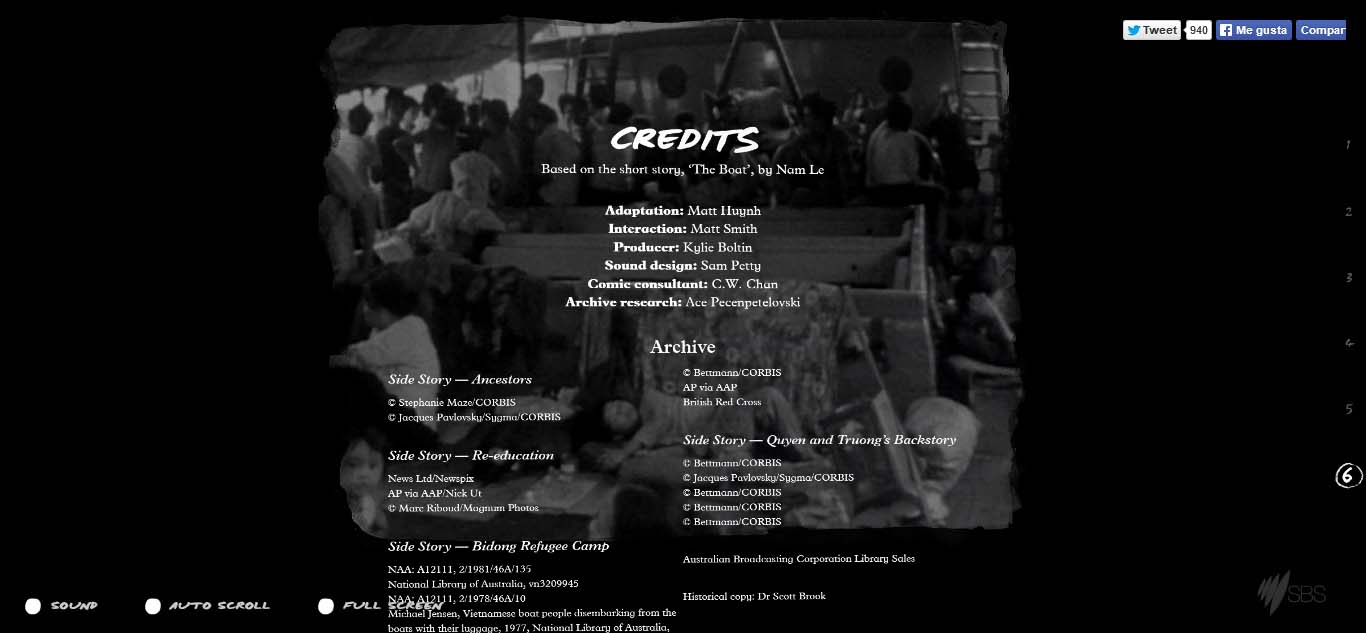 Tweet 940 Me gusta Compar
CREDITS
Based on the short story, ‘The Boat’, by Nam Le
Adaptation: Matt Huynh
Interaction: Matt Smith
Producer: Kylie Boltin
Sound design: Sam Petty
Comic consultant: C.W. Chan
Archive research: Ace Pecenpetelovski
Archive
Side Story — Ancestors
© Stephanie Maze/CORBIS
© Jacques Pavlovsky/Sygma/CORBIS
Side Story — Re-education
News Ltd/Newspix
AP via AAP/Nick Ut
© Marc Riboud/Magnum Photos
Side Story — Bidong Refugee Camp
NAA: A12111, 2/1981/46A/135
National Library of Australia, vn3209945
NAA: A12111, 2/1978/46A/10
Michael Jensen, Vietnamese boat people disembarking from the
boats with their luggage, 1977, National Library of Australia,
© Bettmann/CORBIS
AP via AAP
British Red Cross
Side Story — Quyen and Truong’s Backstory
© Bettmann/CORBIS
© Jacques Pavlovsky/Sygma/CORBIS
© Bettmann/CORBIS
© Bettmann/CORBIS
© Bettmann/CORBIS
Australian Broadcasting Corporation Library Sales
Historical copy: Dr Scott Brook
1
2
3
4
5
6
SOUND AUTO SCROLL FULL SCREEN
SBS